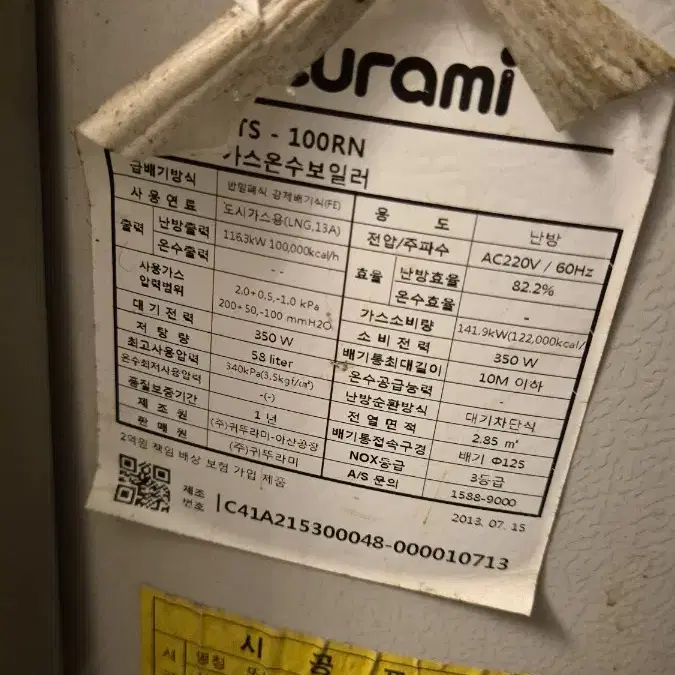 urami
TS - 100RN
가스온수보일러
급배기방식 반밀폐식 강제배기식(FE) 용 도 난방
사용연료 도시가스용(LNG,13A) 전압/주파수 AC220V / 60Hz
출력 난방출력 116.3kW 100,000kcal/h 효율 난방효율 82.2%
온수출력 -- 온수효율 -
사용가스 압력범위 2.0+0.5,-1.0 kPa 가스소비량 141.9kW(122,000kcal/
200+50,-100 mmH2O 소비전력 350 W
대기전력 350 W 배기통최대길이 10M 이하
저탕량 58 liter 온수공급능력 -
최고사용압력 340kPa(3.5kgf/㎠) 난방순환방식 대기차단식
온수최저사용압력 -(-) 전열면적 2.85 ㎡
품질보증기간 1 년 배기통접속구경 배기 Φ125
제조원 (주)귀뚜라미-아산공장 NOX등급 3등급
판매원 (주)귀뚜라미 A/S 문의 1588-9000
2억원 책임 배상 보험 가입 제품
2013. 07. 15
제조
번호 C41A215300048-000010713
시 공